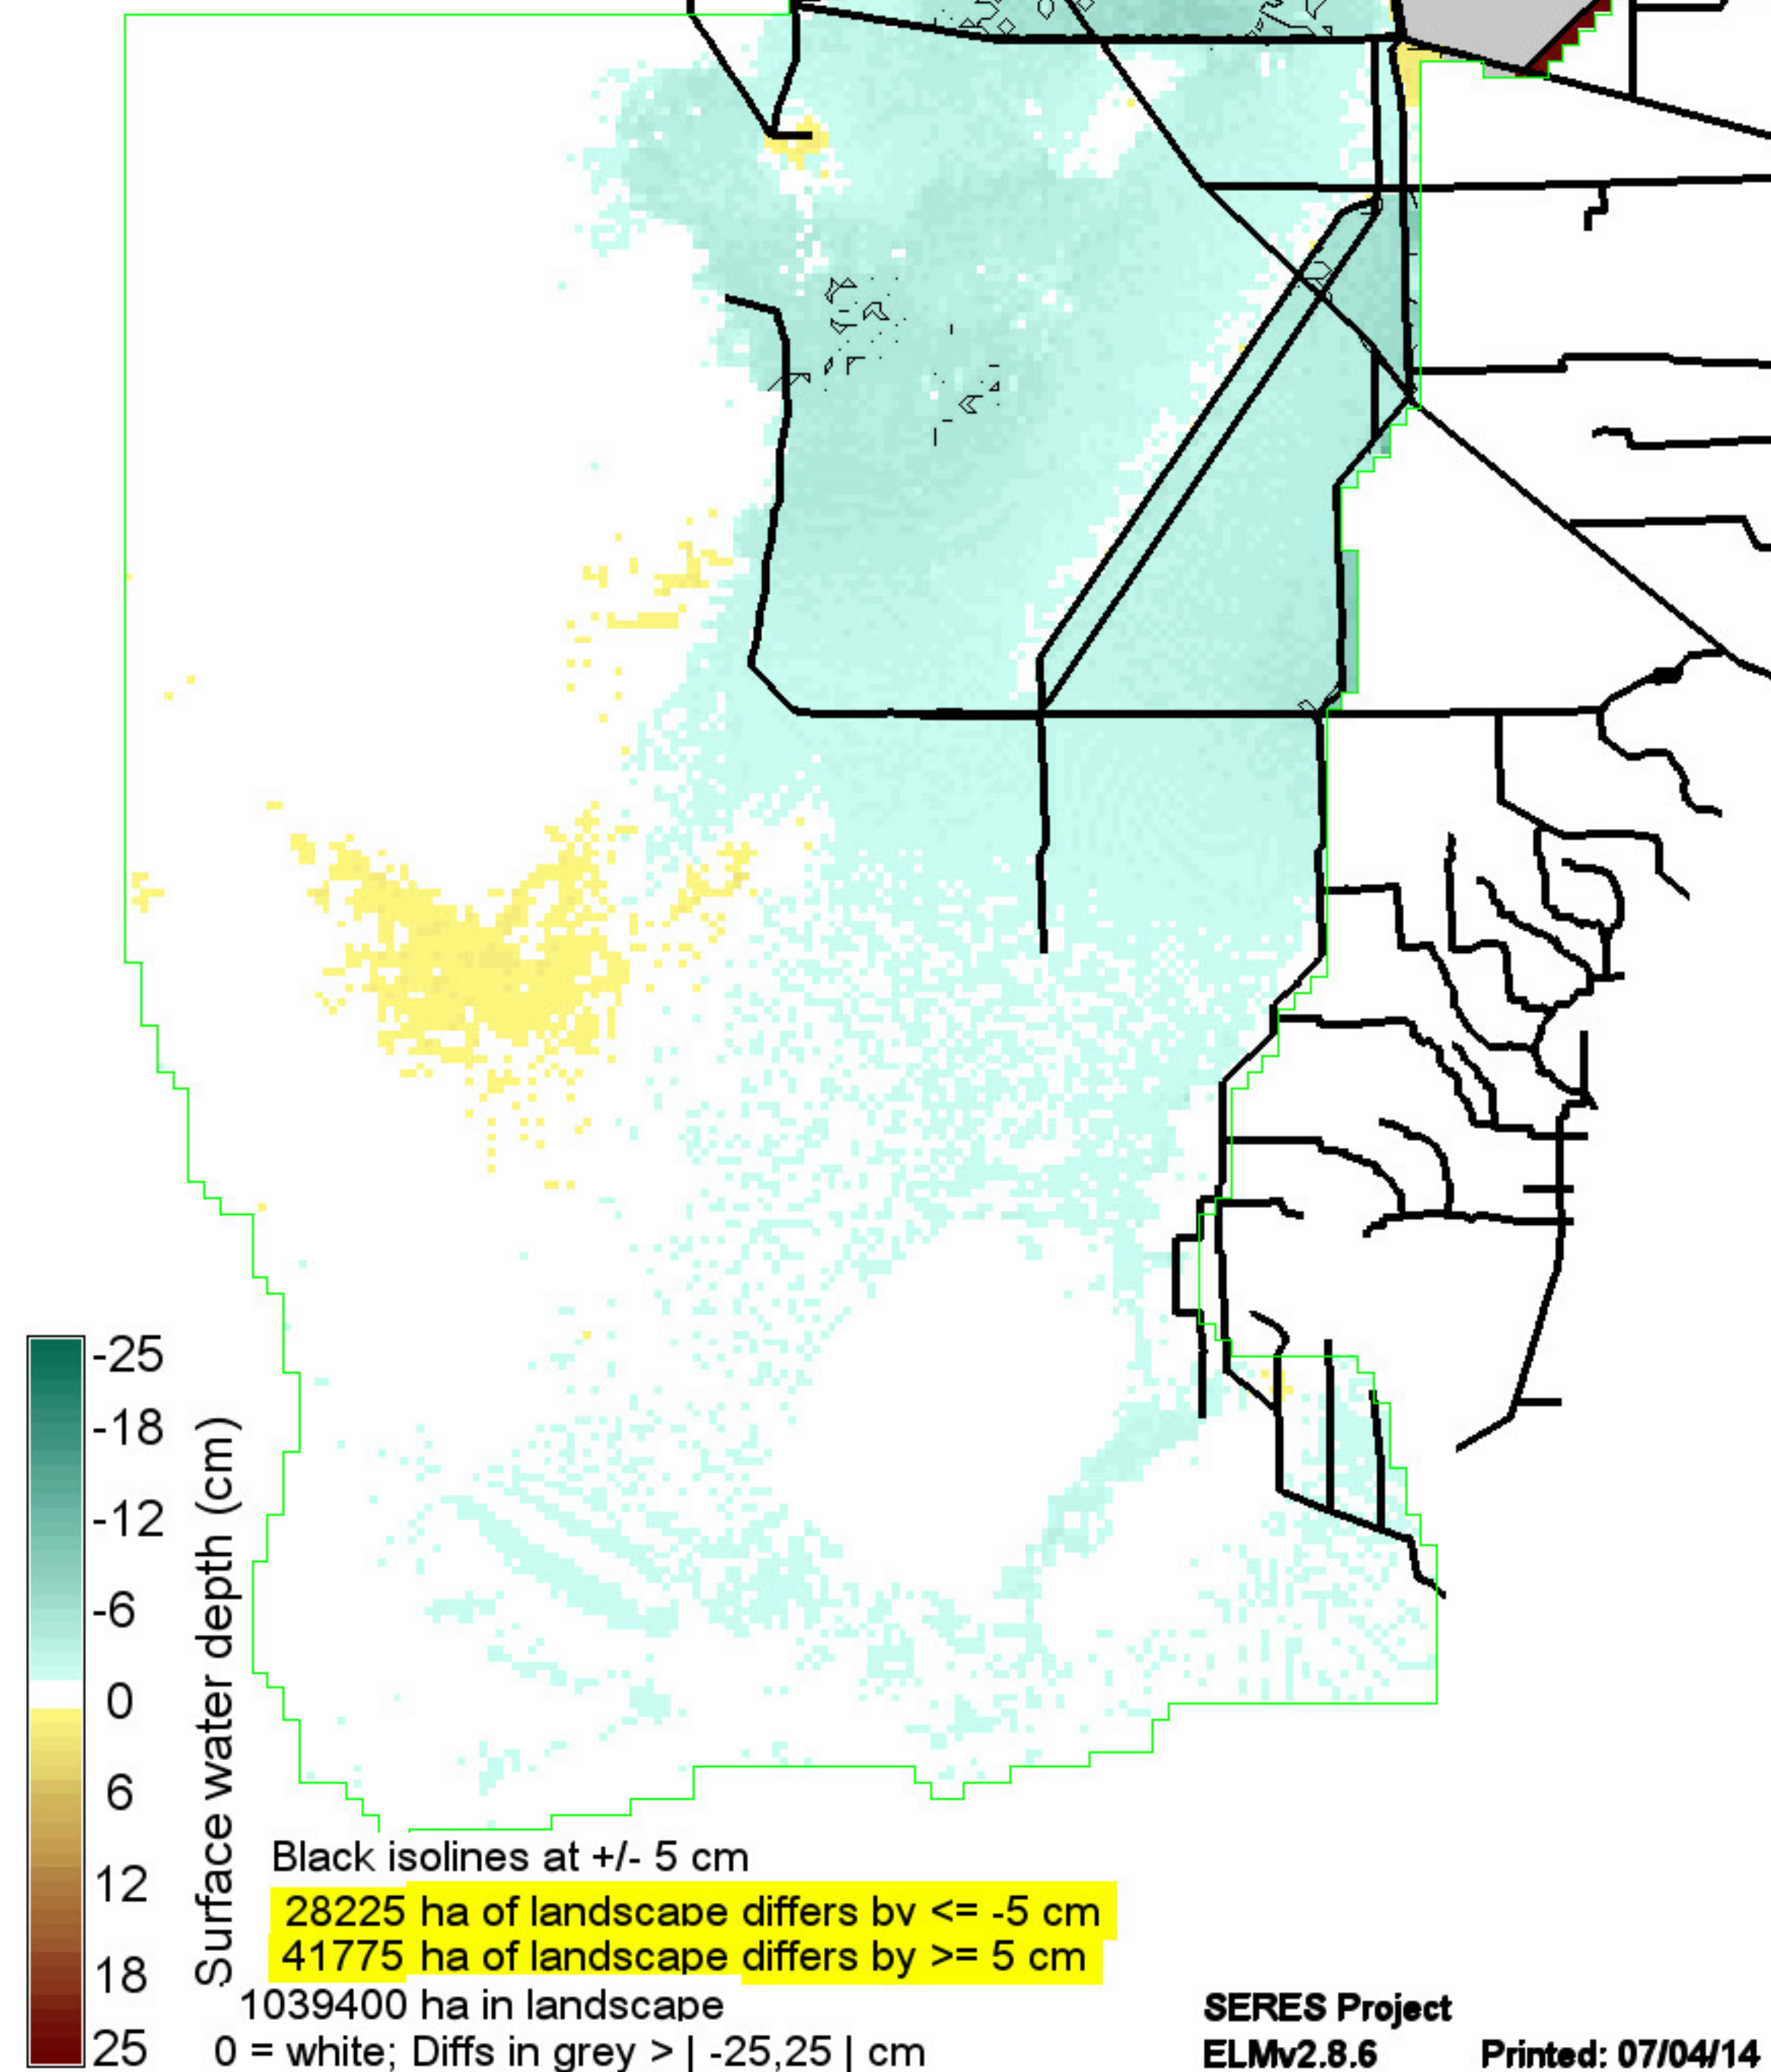 -25
-18
-12
-6
0
6
12
18
25
Surface water depth (cm)
Black isolines at +/- 5 cm
28225 ha of landscape differs by <= -5 cm
41775 ha of landscape differs by >= 5 cm
1039400 ha in landscape
0 = white; Diffs in grey > | -25,25 | cm
SERES Project
ELMv2.8.6 Printed: 07/04/14